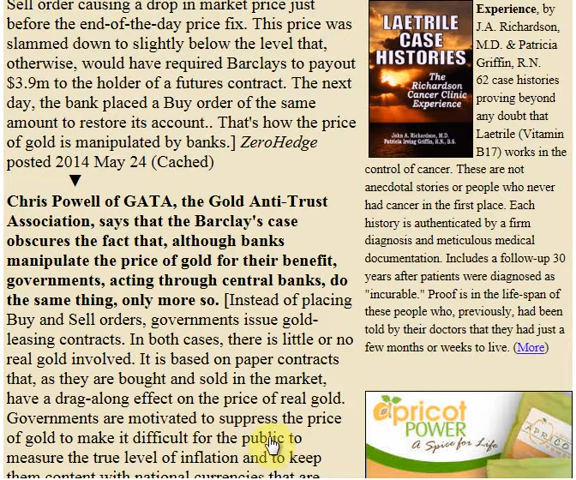 Sell order causing a drop in market price just
before the end-of-the-day price fix. This price was
slammed down to slightly below the level that,
otherwise, would have required Barclays to payout
$3.9m to the holder of a futures contract. The next
day, the bank placed a Buy order of the same
amount to restore its account.. That's how the price
of gold is manipulated by banks.] ZeroHedge
posted 2014 May 24 (Cached)
Chris Powell of GATA, the Gold Anti-Trust
Association, says that the Barclay's case
obscures the fact that, although banks
manipulate the price of gold for their benefit,
governments, acting through central banks, do
the same thing, only more so. [Instead of placing
Buy and Sell orders, governments issue gold-
leasing contracts. In both cases, there is little or no
real gold involved. It is based on paper contracts
that, as they are bought and sold in the market,
have a drag-along effect on the price of real gold.
Governments are motivated to suppress the price
of gold to make it difficult for the public to
measure the true level of inflation and to keep
them content with national currencies that are
LAETRILE
CASE
HISTORIES
The
Richardson
Cancer Clinic
Experience
John A. Richardson, M.D.
Patricia Irving Griffin, R.N., B.S.
Experience, by
J.A. Richardson,
M.D. & Patricia
Griffin, R.N.
62 case histories
proving beyond
any doubt that
Laetrile (Vitamin
B17) works in the
control of cancer. These are not
anecdotal stories or people who never
had cancer in the first place. Each
history is authenticated by a firm
diagnosis and meticulous medical
documentation. Includes a follow-up 30
years after patients were diagnosed as
"incurable." Proof is in the life-span of
these people who, previously, had been
told by their doctors that they had just a
few months or weeks to live. (More)
apricot
POWER
A Spice for Life